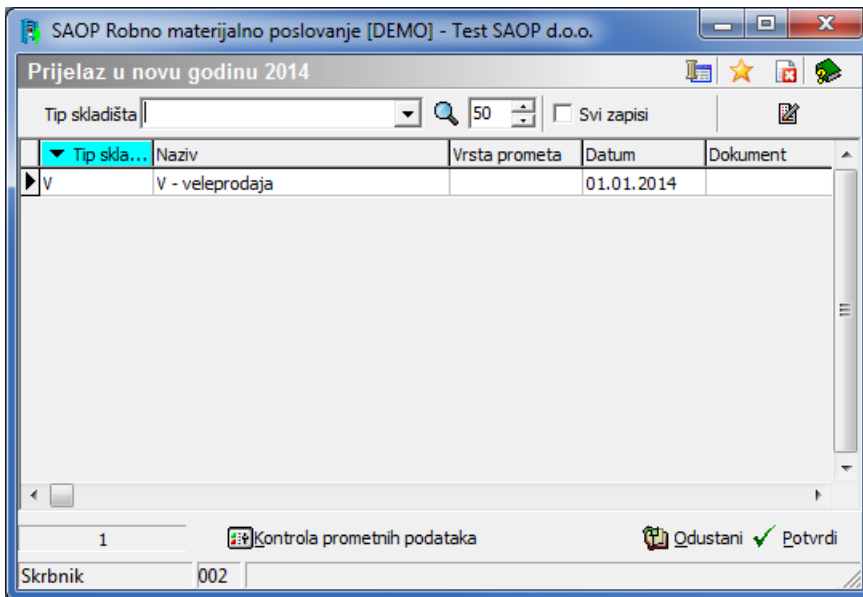 SAOP Robno materijalno poslovanje [DEMO] - Test SAOP d.o.o.
Prijelaz u novu godinu 2014
Tip skladišta 50 Svi zapisi
Tip skla... Naziv Vrsta prometa Datum Dokument
V V - veleprodaja 01.01.2014
1 Kontrola prometnih podataka Odustani Potvrdi
Skrbnik 002